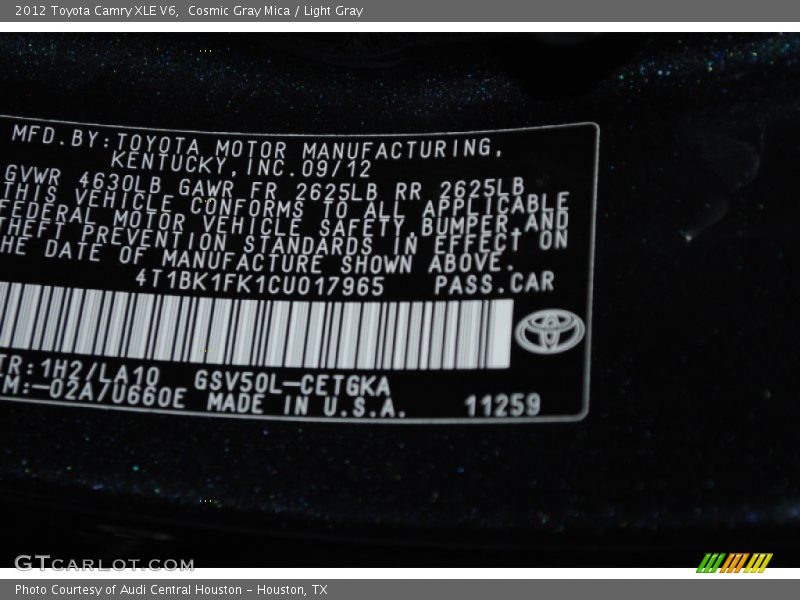 2012 Toyota Camry XLE V6, Cosmic Gray Mica / Light Gray
MFD.BY:TOYOTA MOTOR MANUFACTURING,
KENTUCKY,INC.09/12
GVWR 4630LB GAWR FR 2625LB RR 2625LB
THIS VEHICLE CONFORMS TO ALL APPLICABLE
FEDERAL MOTOR VEHICLE SAFETY,BUMPER,AND
THEFT PREVENTION STANDARDS IN EFFECT ON
HE DATE OF MANUFACTURE SHOWN ABOVE.
4T1BK1FK1CU017965 PASS.CAR
TR:1H2/LA10 GSV50L-CETGKA
M:-02A/U660E MADE IN U.S.A. 11259
GTCARLOT.COM
Photo Courtesy of Audi Central Houston - Houston, TX